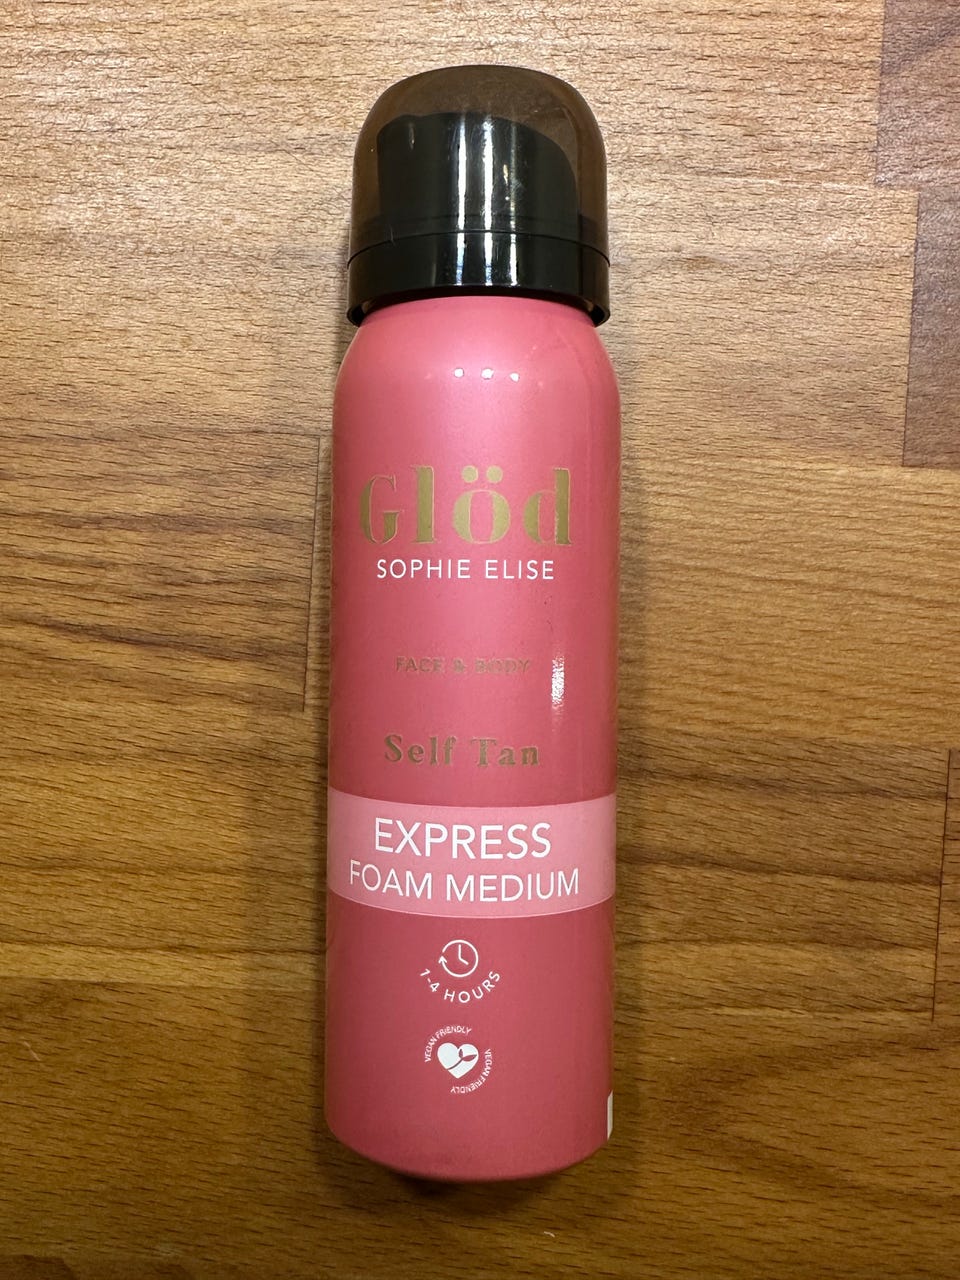 Glöd
SOPHIE ELISE
FACE & BODY
Self Tan
EXPRESS
FOAM MEDIUM
1-4 HOURS
VEGAN FRIENDLY
VEGAN FRIENDLY